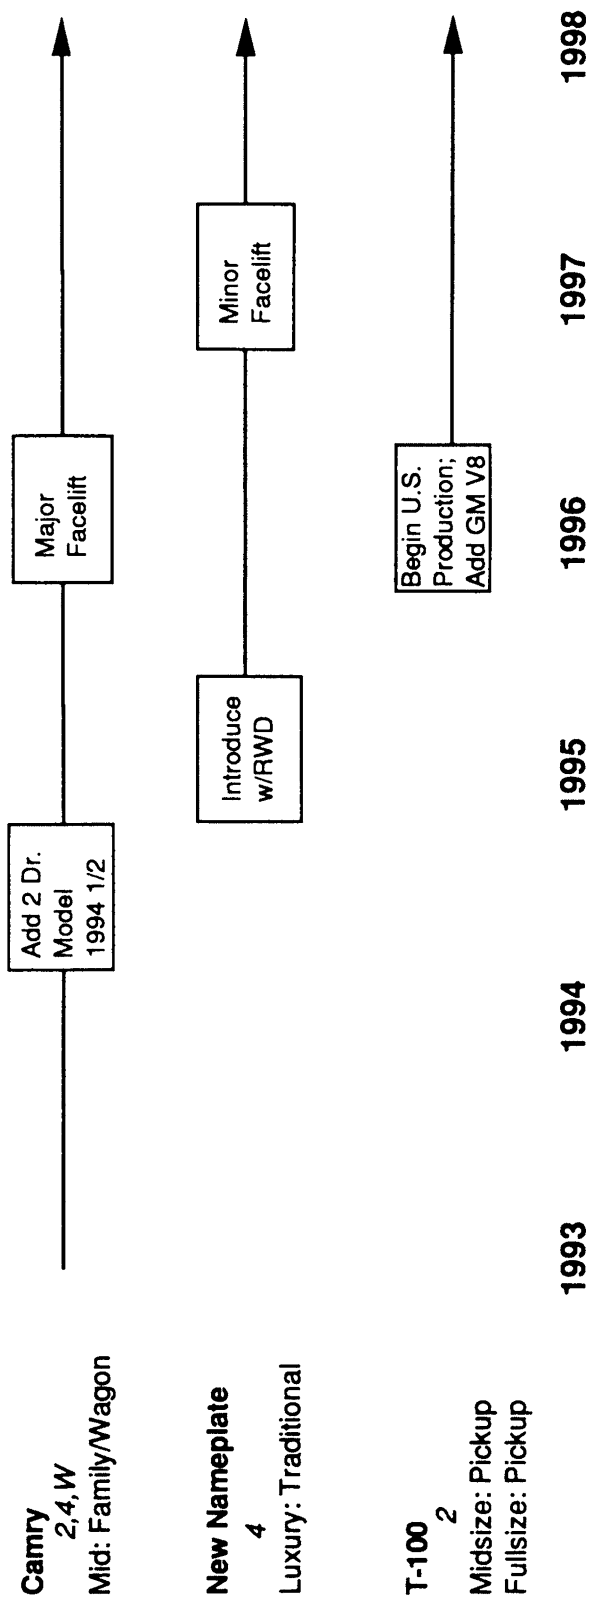 Camry
2,4,W
Mid: Family/Wagon
Add 2 Dr.
Model
1994 1/2
Major
Facelift
New Nameplate
4
Luxury: Traditional
Introduce
w/RWD
Minor
Facelift
T-100
2
Midsize: Pickup
Fullsize: Pickup
Begin U.S.
Production;
Add GM V8
1993 1994 1995 1996 1997 1998